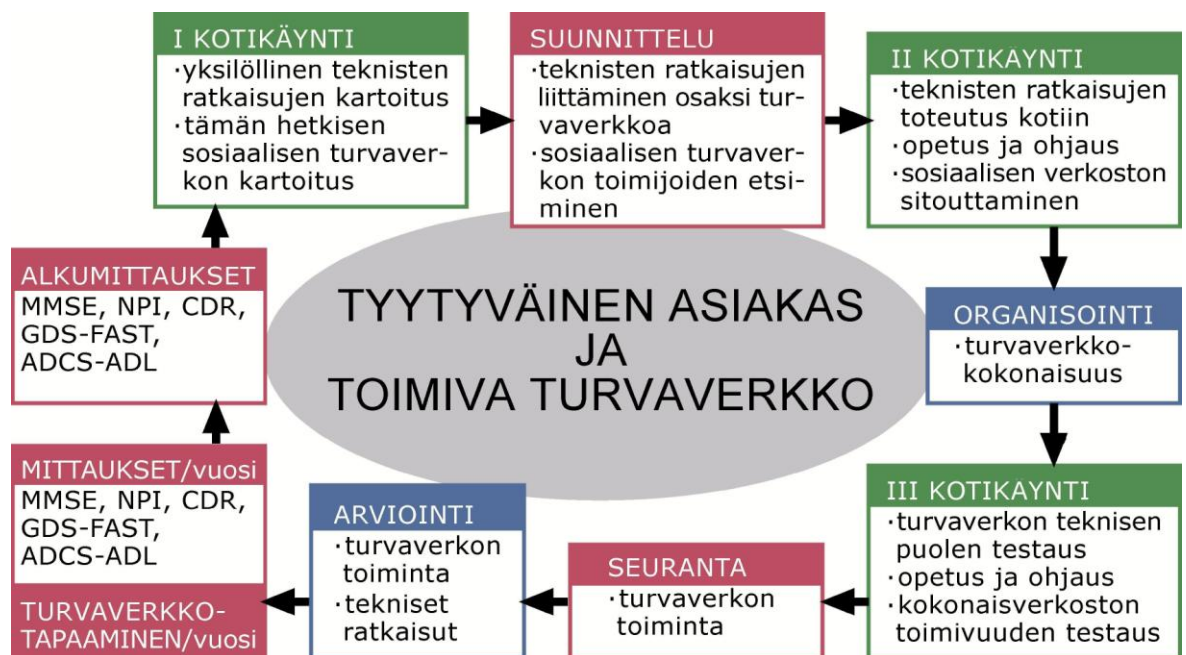 I KOTIKÄYNTI
·yksilöllinen teknisten
ratkaisujen kartoitus
·tämän hetkisen
sosiaalisen turvaver-
kon kartoitus
SUUNNITTELU
·teknisten ratkaisujen
liittäminen osaksi tur-
vaverkkoa
·sosiaalisen turvaver-
kon toimijoiden etsi-
minen
II KOTIKÄYNTI
·teknisten ratkaisujen
toteutus kotiin
·opetus ja ohjaus
·sosiaalisen verkoston
sitouttaminen
ORGANISOINTI
·turvaverkko-
kokonaisuus
III KOTIKÄYNTI
·turvaverkon teknisen
puolen testaus
·opetus ja ohjaus
·kokonaisverkoston
toimivuuden testaus
SEURANTA
·turvaverkon
toiminta
ARVIOINTI
·turvaverkon
toiminta
·tekniset
ratkaisut
MITTAUKSET/vuosi
MMSE, NPI, CDR,
GDS-FAST,
ADCS-ADL
TURVAVERKKO-
TAPAAMINEN/vuosi
ALKUMITTAUKSET
MMSE, NPI, CDR,
GDS-FAST,
ADCS-ADL
TYYTYVÄINEN ASIAKAS
JA
TOIMIVA TURVAVERKKO